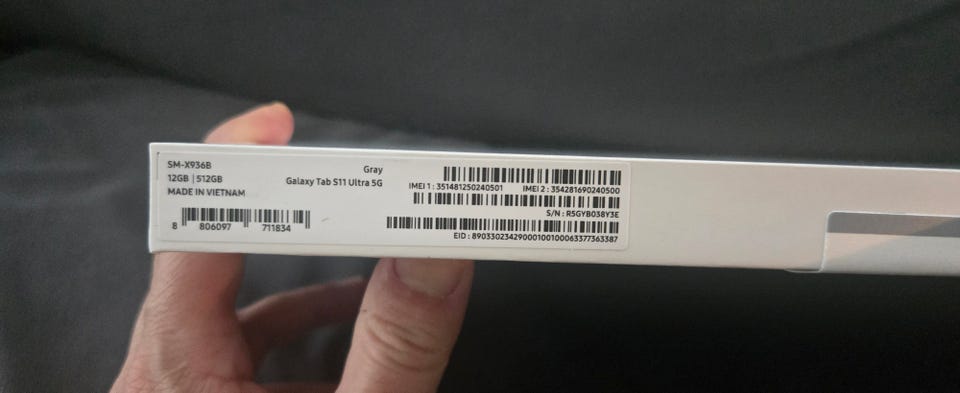 SM-X936B
12GB | 512GB
MADE IN VIETNAM
8 806097 711834
Gray
Galaxy Tab S11 Ultra 5G
IMEI 1 : 351481250240501 IMEI 2 : 354281690240500
S/N : R5GYB038Y3E
EID : 89033023429000100100063377363387